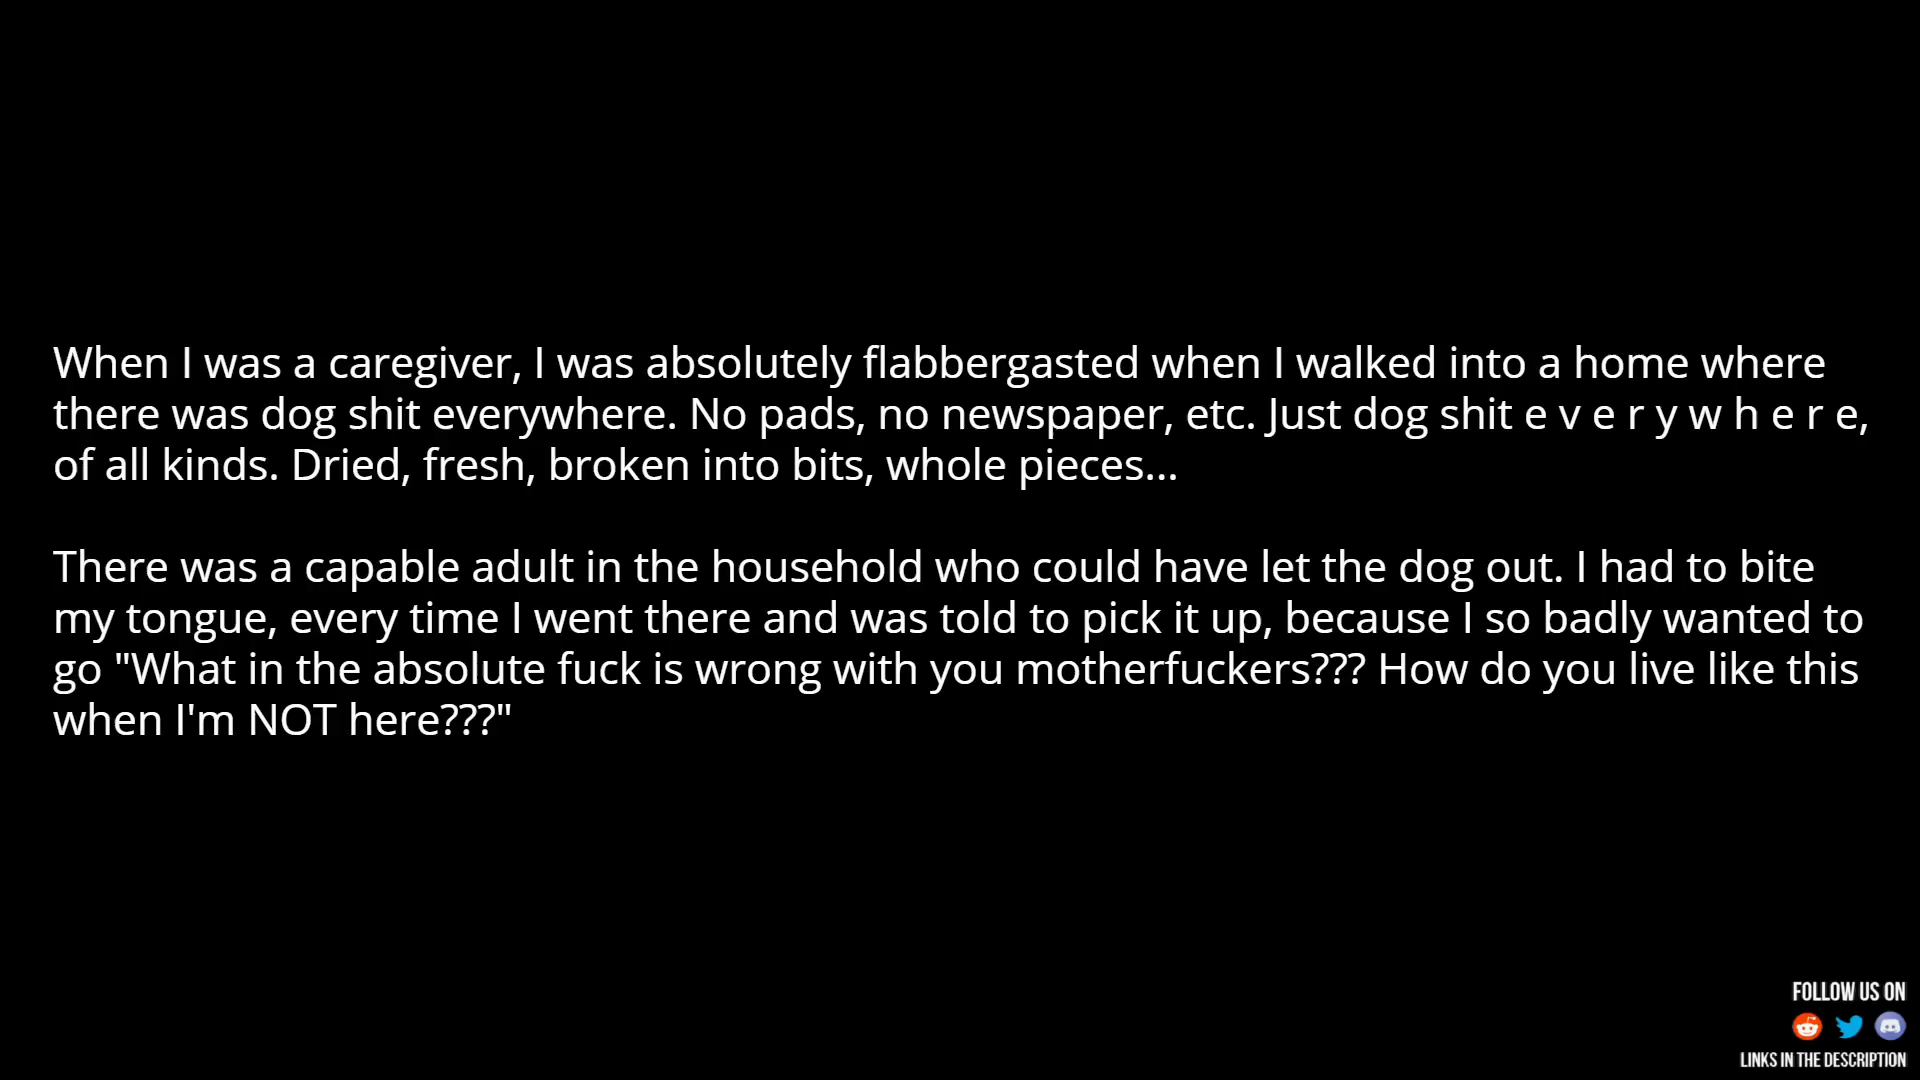 When I was a caregiver, I was absolutely flabbergasted when I walked into a home where
there was dog shit everywhere. No pads, no newspaper, etc. Just dog shit e v e r y w h e r e,
of all kinds. Dried, fresh, broken into bits, whole pieces...
There was a capable adult in the household who could have let the dog out. I had to bite
my tongue, every time I went there and was told to pick it up, because I so badly wanted to
go "What in the absolute fuck is wrong with you motherfuckers??? How do you live like this
when I'm NOT here???"
FOLLOW US ON
LINKS IN THE DESCRIPTION